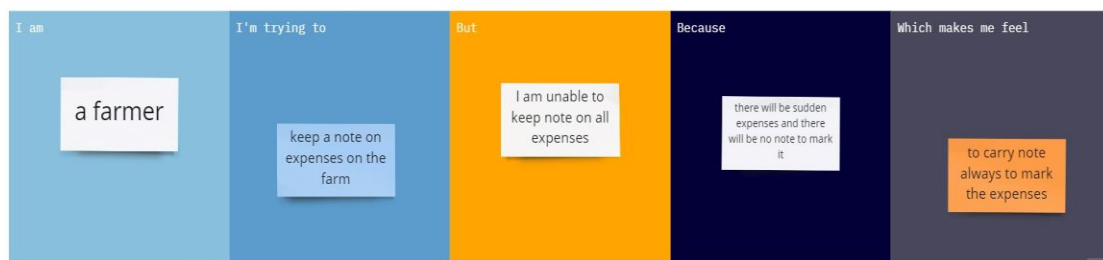 I am
a farmer
I'm trying to
keep a note on
expenses on the
farm
But
I am unable to
keep note on all
expenses
Because
there will be sudden
expenses and there
will be no note to mark
it
Which makes me feel
to carry note
always to mark
the expenses